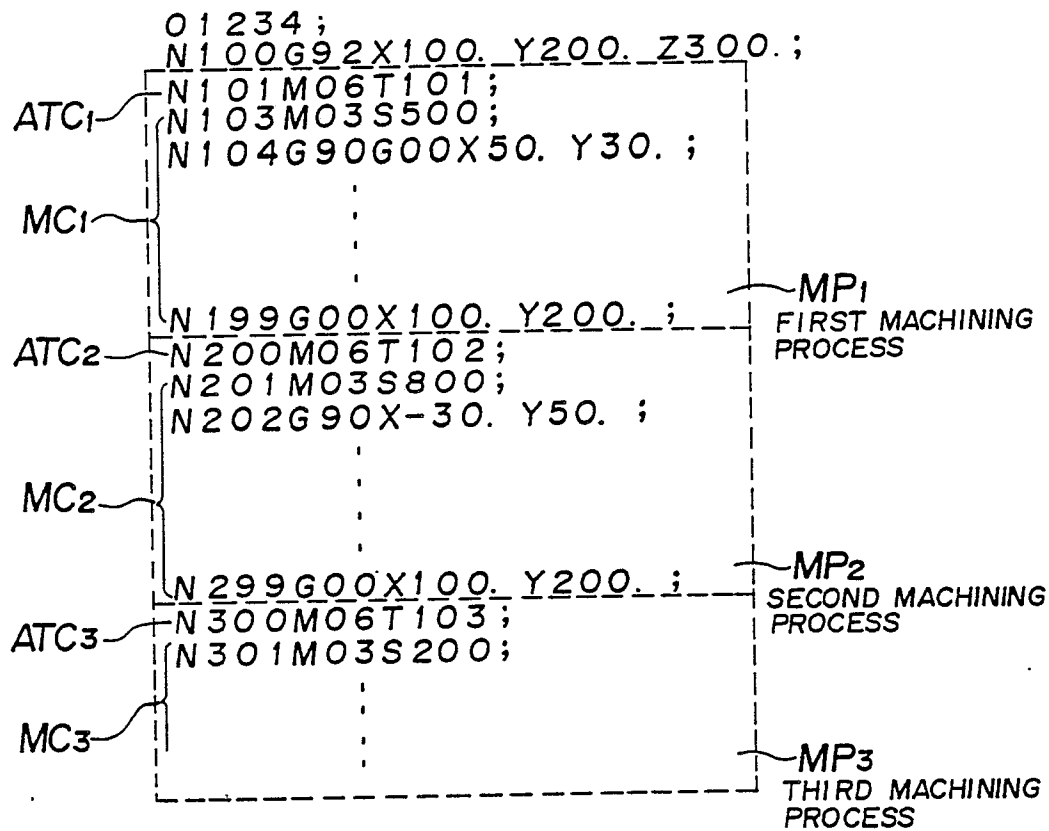 O1234;
N100G92X100. Y200. Z300.;
ATC1
N101M06T101;
N103M03S500;
N104G90G00X50. Y30. ;
MC1
MP1
N199G00X100. Y200. ;
FIRST MACHINING
PROCESS
ATC2
N200M06T102;
N201M03S800;
N202G90X-30. Y50. ;
MC2
MP2
N299G00X100. Y200. ;
SECOND MACHINING
PROCESS
ATC3
N300M06T103;
N301M03S200;
MC3
MP3
THIRD MACHINING
PROCESS